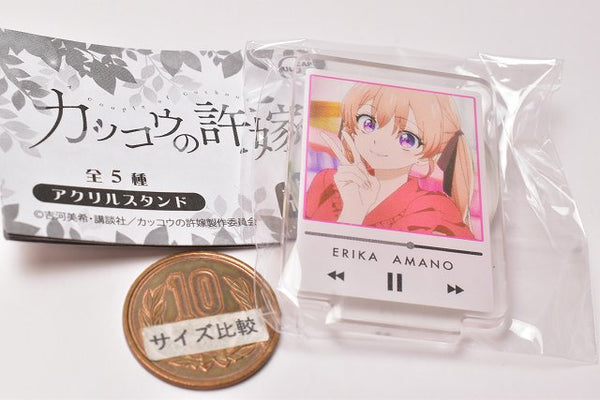 カッコウの許嫁
全5種
アクリルスタンド
©吉河美希・講談社／カッコウの許嫁製作委員会
ERIKA AMANO
10
サイズ比較